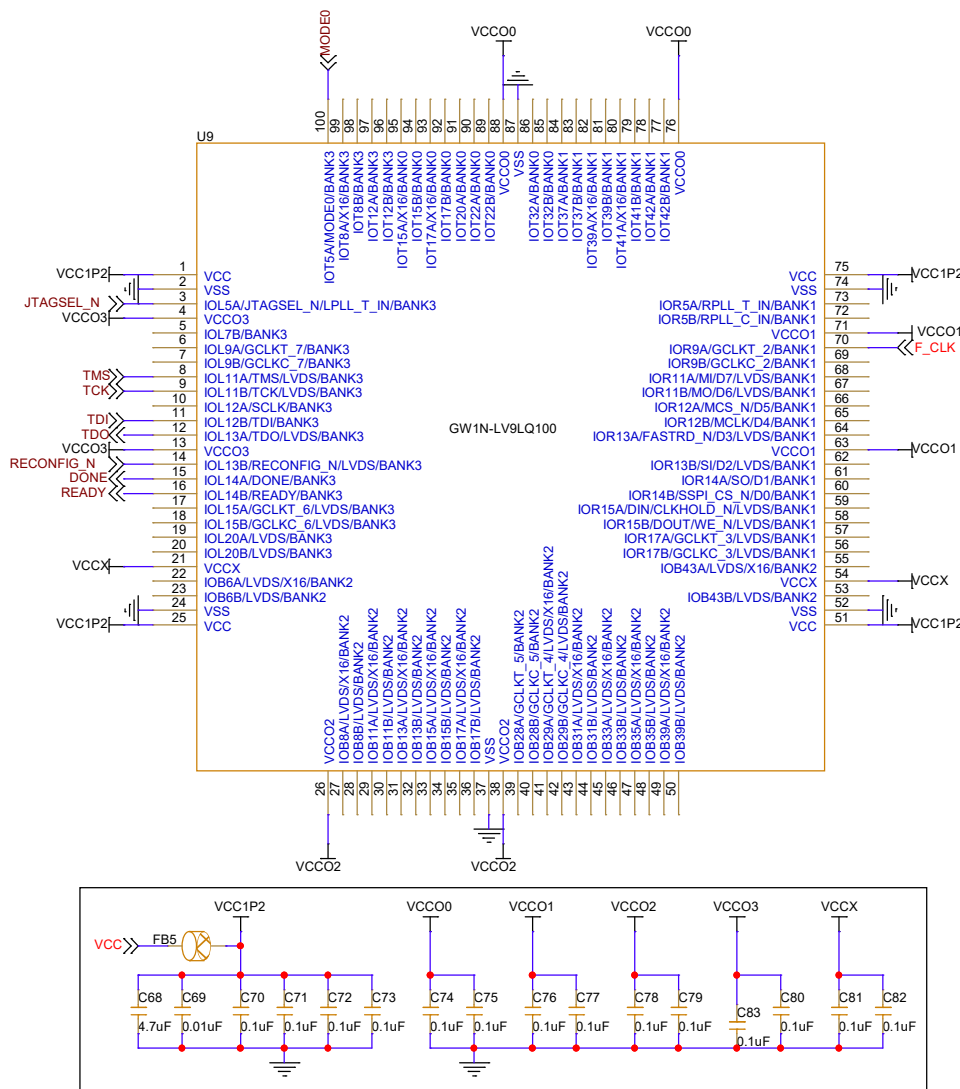 MODE0
VCCO0
VCCO0
U9
100
99
98
97
96
95
94
93
92
91
90
89
88
87
86
85
84
83
82
81
80
79
78
77
76
IOT5A/MODE0/BANK3
IOT8A/X16/BANK3
IOT8B/BANK3
IOT12A/BANK3
IOT12B/BANK3
IOT15A/X16/BANK0
IOT15B/BANK0
IOT17A/X16/BANK0
IOT17B/BANK0
IOT20A/BANK0
IOT22A/BANK0
IOT22B/BANK0
VCCO0
VSS
IOT32A/BANK0
IOT32B/BANK0
IOT37A/BANK1
IOT37B/BANK1
IOT39A/X16/BANK1
IOT39B/BANK1
IOT41A/X16/BANK1
IOT41B/BANK1
IOT42A/BANK1
IOT42B/BANK1
VCCO0
VCC1P2 1 VCC
2 VSS
JTAGSEL_N 3 IOL5A/JTAGSEL_N/LPLL_T_IN/BANK3
VCCO3 4 VCCO3
5 IOL7B/BANK3
6 IOL9A/GCLKT_7/BANK3
7 IOL9B/GCLKC_7/BANK3
TMS 8 IOL11A/TMS/LVDS/BANK3
TCK 9 IOL11B/TCK/LVDS/BANK3
10 IOL12A/SCLK/BANK3
TDI 11 IOL12B/TDI/BANK3
TDO 12 IOL13A/TDO/LVDS/BANK3
VCCO3 13 VCCO3
RECONFIG_N 14 IOL13B/RECONFIG_N/LVDS/BANK3
DONE 15 IOL14A/DONE/BANK3
READY 16 IOL14B/READY/BANK3
17 IOL15A/GCLKT_6/LVDS/BANK3
18 IOL15B/GCLKC_6/LVDS/BANK3
19 IOL20A/LVDS/BANK3
20 IOL20B/LVDS/BANK3
VCCX 21 VCCX
22 IOB6A/LVDS/X16/BANK2
23 IOB6B/LVDS/BANK2
24 VSS
VCC1P2 25 VCC
GW1N-LV9LQ100
VCC 75 VCC1P2
VSS 74
IOR5A/RPLL_T_IN/BANK1 73
IOR5B/RPLL_C_IN/BANK1 72
VCCO1 71 VCCO1
IOR9A/GCLKT_2/BANK1 70 F_CLK
IOR9B/GCLKC_2/BANK1 69
IOR11A/MI/D7/LVDS/BANK1 68
IOR11B/MO/D6/LVDS/BANK1 67
IOR12A/MCS_N/D5/BANK1 66
IOR12B/MCLK/D4/BANK1 65
IOR13A/FASTRD_N/D3/LVDS/BANK1 64
VCCO1 63 VCCO1
IOR13B/SI/D2/LVDS/BANK1 62
IOR14A/SO/D1/BANK1 61
IOR14B/SSPI_CS_N/D0/BANK1 60
IOR15A/DIN/CLKHOLD_N/LVDS/BANK1 59
IOR15B/DOUT/WE_N/LVDS/BANK1 58
IOR17A/GCLKT_3/LVDS/BANK1 57
IOR17B/GCLKC_3/LVDS/BANK1 56
IOB43A/LVDS/X16/BANK2 55
VCCX 54 VCCX
IOB43B/LVDS/BANK2 53
VSS 52
VCC 51 VCC1P2
VCCO2
IOB8A/LVDS/X16/BANK2
IOB8B/LVDS/BANK2
IOB11A/LVDS/X16/BANK2
IOB11B/LVDS/BANK2
IOB13A/LVDS/X16/BANK2
IOB13B/LVDS/BANK2
IOB15A/LVDS/X16/BANK2
IOB15B/LVDS/BANK2
IOB17A/LVDS/X16/BANK2
IOB17B/LVDS/BANK2
VSS
VCCO2
IOB28A/GCLKT_5/BANK2
IOB28B/GCLKC_5/BANK2
IOB29A/GCLKT_4/LVDS/X16/BANK2
IOB29B/GCLKC_4/LVDS/BANK2
IOB31A/LVDS/X16/BANK2
IOB31B/LVDS/BANK2
IOB33A/LVDS/X16/BANK2
IOB33B/LVDS/BANK2
IOB35A/LVDS/X16/BANK2
IOB35B/LVDS/BANK2
IOB39A/LVDS/X16/BANK2
IOB39B/LVDS/BANK2
26
27
28
29
30
31
32
33
34
35
36
37
38
39
40
41
42
43
44
45
46
47
48
49
50
VCCO2
VCCO2
VCC1P2 VCCO0 VCCO1 VCCO2 VCCO3 VCCX
VCC FB5
C68 C69 C70 C71 C72 C73 C74 C75 C76 C77 C78 C79 C83 C80 C81 C82
4.7uF 0.01uF 0.1uF 0.1uF 0.1uF 0.1uF 0.1uF 0.1uF 0.1uF 0.1uF 0.1uF 0.1uF 0.1uF 0.1uF 0.1uF 0.1uF